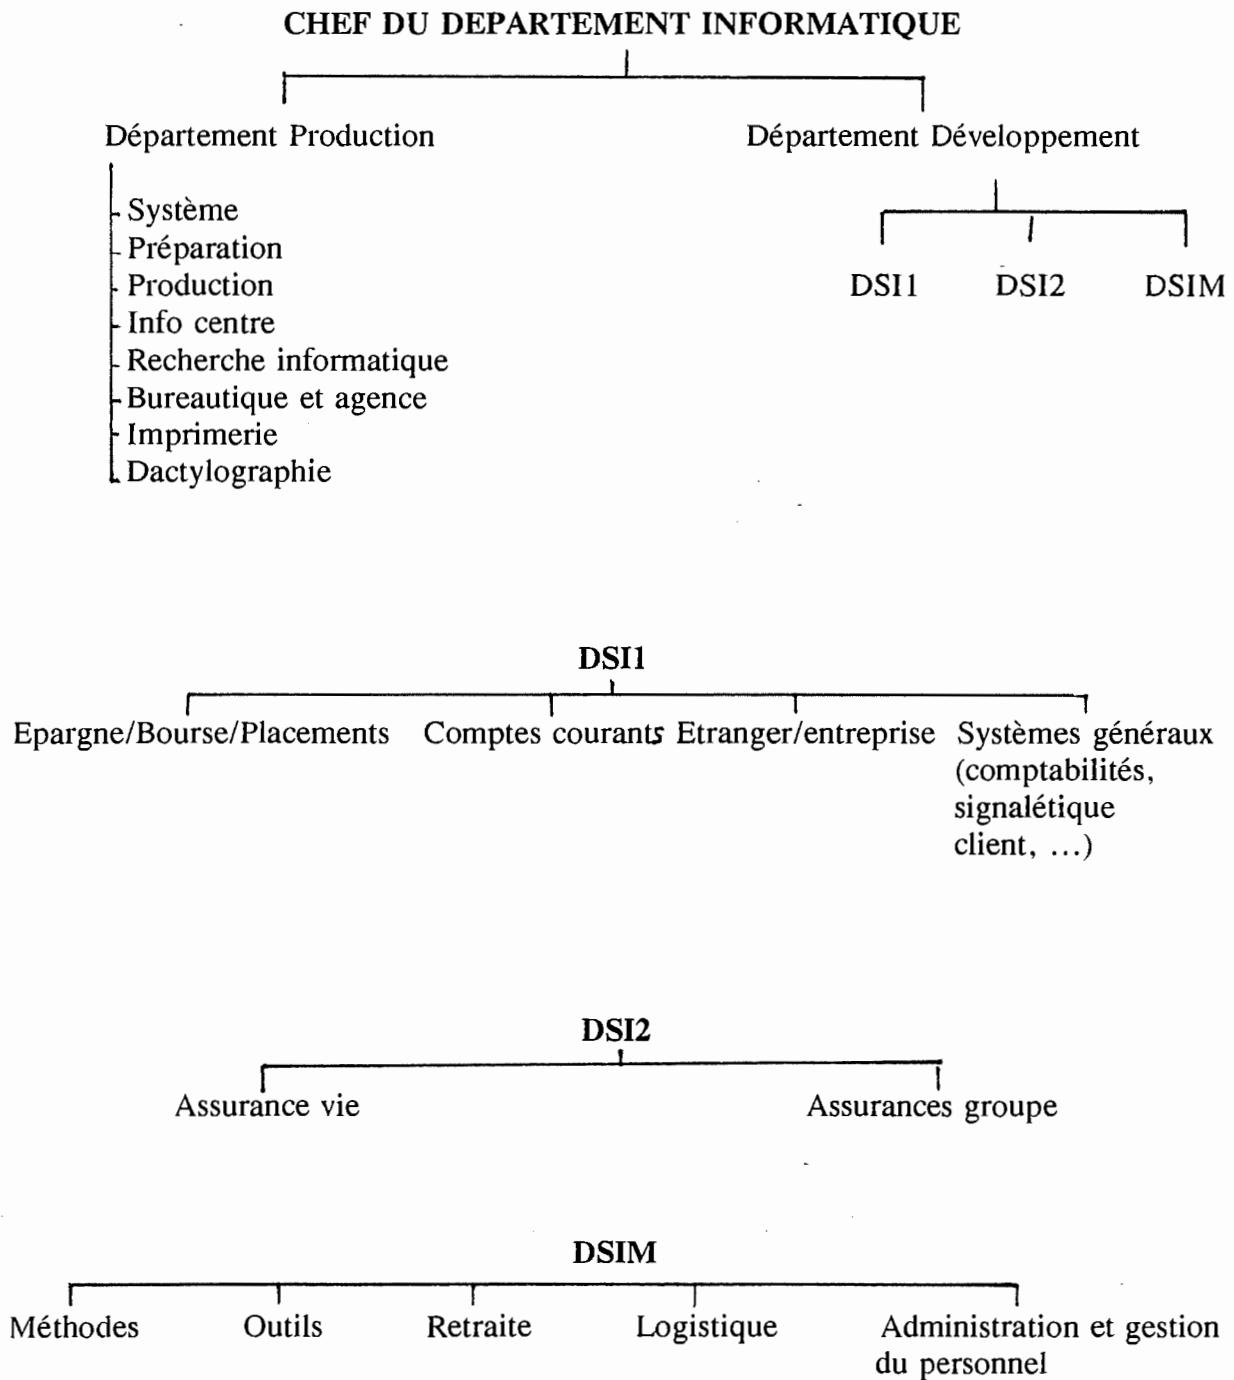 CHEF DU DEPARTEMENT INFORMATIQUE
Département Production
Département Développement
Système
Préparation
Production
Info centre
Recherche informatique
Bureautique et agence
Imprimerie
Dactylographie
DSI1 DSI2 DSIM
DSI1
Epargne/Bourse/Placements Comptes courants Etranger/entreprise Systèmes généraux
(comptabilités,
signalétique
client, ...)
DSI2
Assurance vie Assurances groupe
DSIM
Méthodes Outils Retraite Logistique Administration et gestion
du personnel